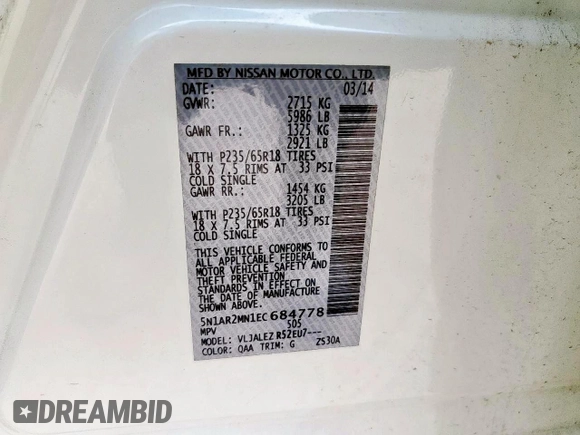 MFD BY NISSAN MOTOR CO., LTD.
DATE: 03/14
GVWR: 2715 KG
5986 LB
GAWR FR.: 1325 KG
2921 LB
WITH P235/65R18 TIRES
18 X 7.5 RIMS AT 33 PSI
COLD SINGLE
GAWR RR.: 1454 KG
3205 LB
WITH P235/65R18 TIRES
18 X 7.5 RIMS AT 33 PSI
COLD SINGLE
THIS VEHICLE CONFORMS TO
ALL APPLICABLE FEDERAL
MOTOR VEHICLE SAFETY AND
THEFT PREVENTION
STANDARDS IN EFFECT ON
THE DATE OF MANUFACTURE
SHOWN ABOVE.
5N1AR2MN1EC684778
MPV 505
MODEL: VLJALEZ R52EU7---
COLOR: QAA TRIM: G ZS30A
DREAMBID